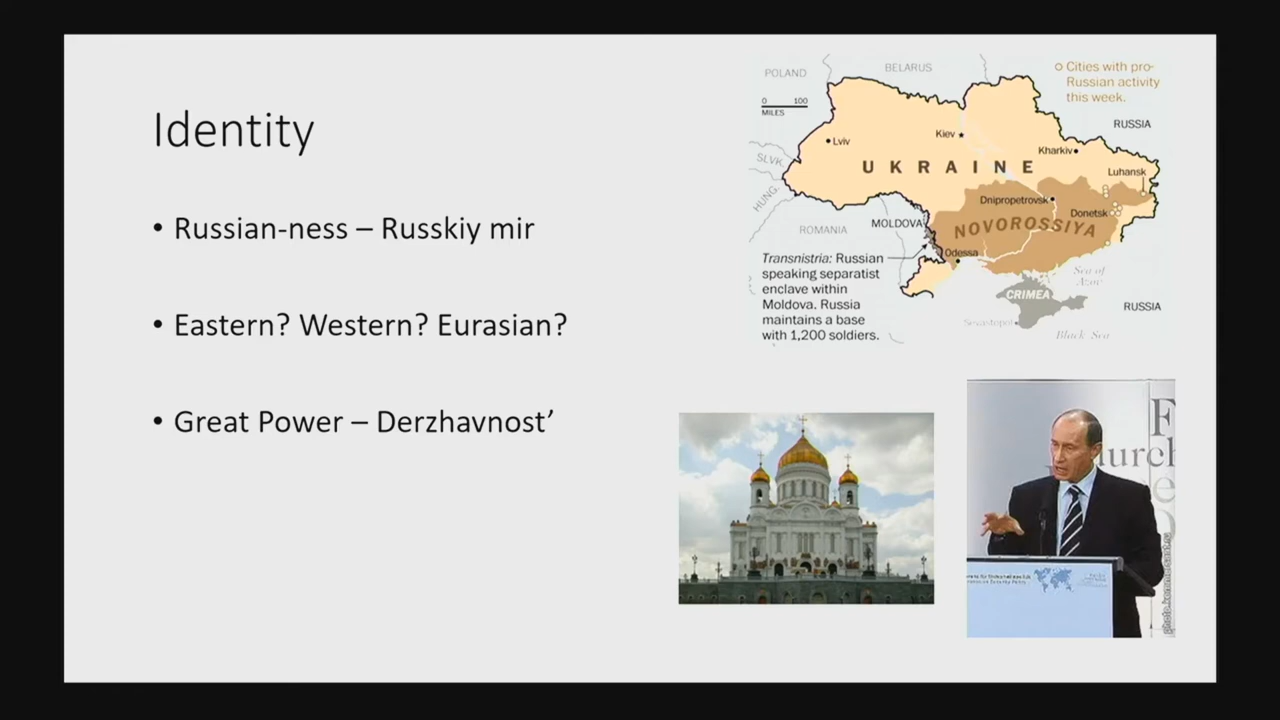 Identity
• Russian-ness – Russkiy mir
• Eastern? Western? Eurasian?
• Great Power – Derzhavnost’
POLAND
BELARUS
Cities with pro-
Russian activity
this week.
0 100
MILES
RUSSIA
Lviv
Kiev
Kharkiv
SLVK.
UKRAINE
Luhansk
HUNG.
Dnipropetrovsk
Donetsk
MOLDOVA
ROMANIA
NOVOROSSIYA
Odessa
Transnistria: Russian
speaking separatist
enclave within
Moldova. Russia
maintains a base
with 1,200 soldiers.
Sea of
Azov
CRIMEA
RUSSIA
Sevastopol
Black Sea
F
durch